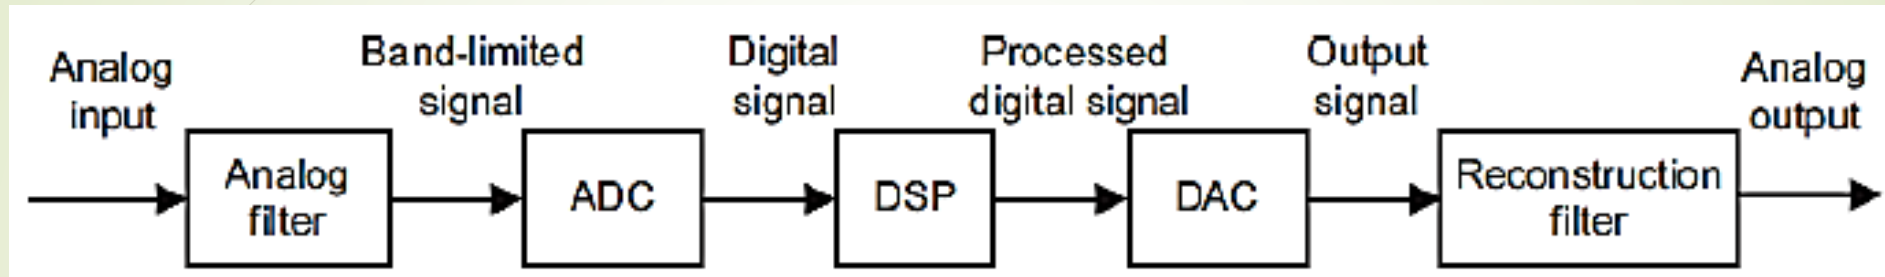 Analog
input
Band-limited
signal
Digital
signal
Processed
digital signal
Output
signal
Analog
output
Analog
filter
ADC
DSP
DAC
Reconstruction
filter